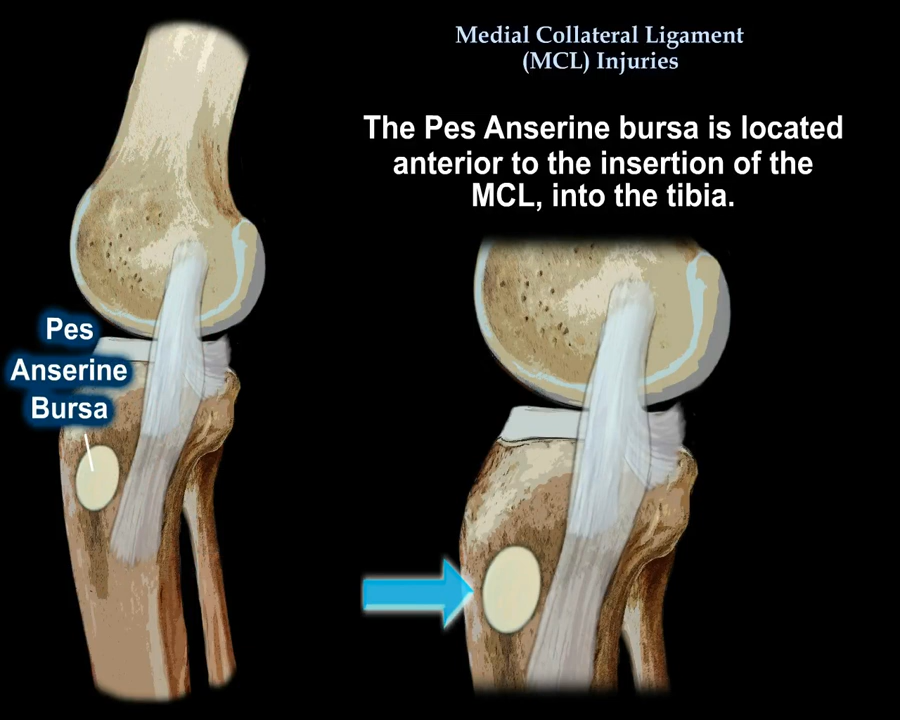 Medial Collateral Ligament
(MCL) Injuries
The Pes Anserine bursa is located
anterior to the insertion of the
MCL, into the tibia.
Pes
Anserine
Bursa